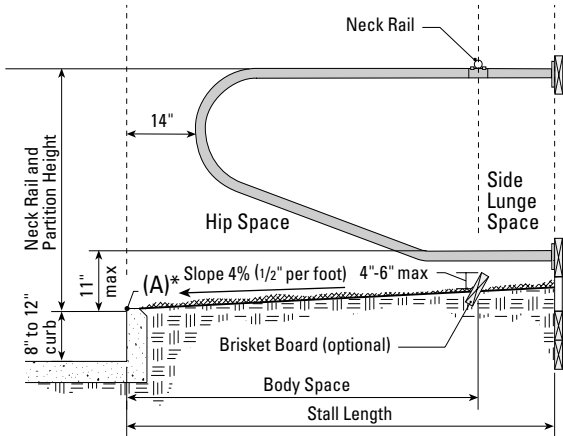 Neck Rail
14"
Neck Rail and
Partition Height
Side
Lunge
Space
Hip Space
11"
max
(A)*
Slope 4% (1/2" per foot)
4"-6" max
8" to 12"
curb
Brisket Board (optional)
Body Space
Stall Length